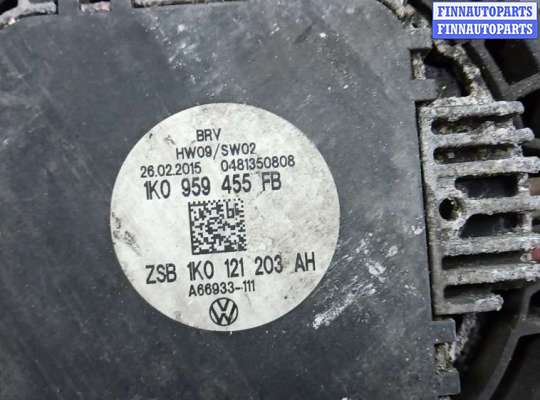 FINNAUTOPARTS
FINNAUTOPARTS
BRV
HW09/SW02
26.02.2015 0481350808
1K0 959 455 FB
ZSB 1K0 121 203 AH
A66933-111